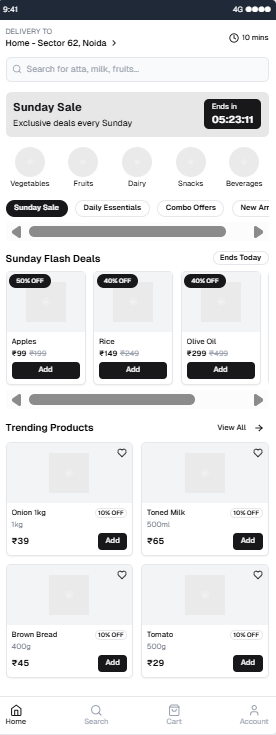 9:41
4G
DELIVERY TO
Home - Sector 62, Noida
10 mins
Search for atta, milk, fruits...
Sunday Sale
Exclusive deals every Sunday
Ends in
05:23:11
Vegetables
Fruits
Dairy
Snacks
Beverages
Sunday Sale
Daily Essentials
Combo Offers
New Arr
Sunday Flash Deals
Ends Today
50% OFF
40% OFF
40% OFF
Apples
Rice
Olive Oil
₹99 ₹199
₹149 ₹249
₹299 ₹499
Add
Add
Add
Trending Products
View All
Onion 1kg
10% OFF
1kg
₹39
Add
Toned Milk
10% OFF
500ml
₹65
Add
Brown Bread
10% OFF
400g
₹45
Add
Tomato
10% OFF
500g
₹29
Add
Home
Search
Cart
Account